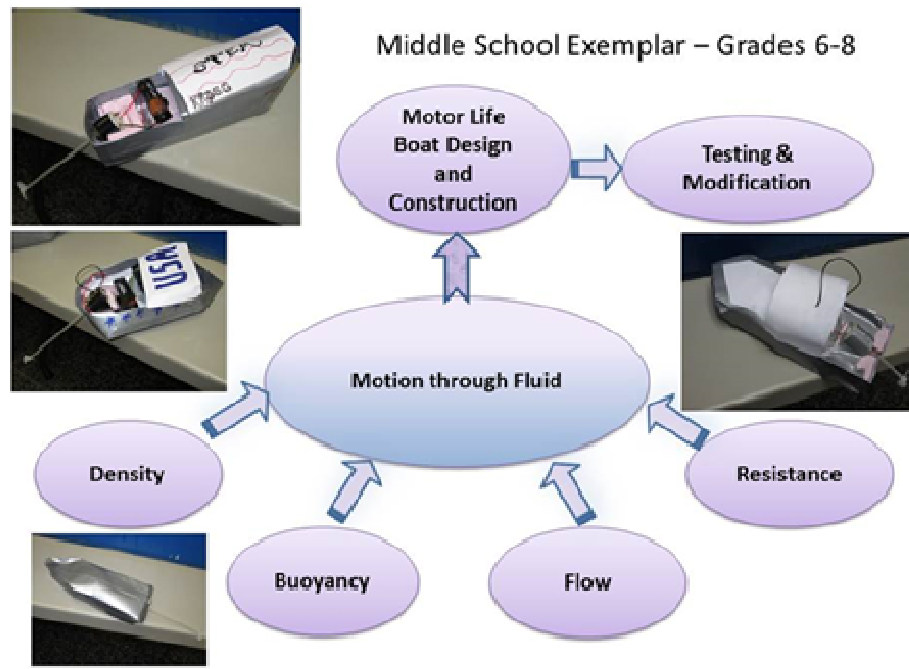 Middle School Exemplar – Grades 6-8
STEM
Motor Life
Boat Design
and
Construction
Testing &
Modification
USA
Motion through Fluid
Density
Resistance
Buoyancy
Flow